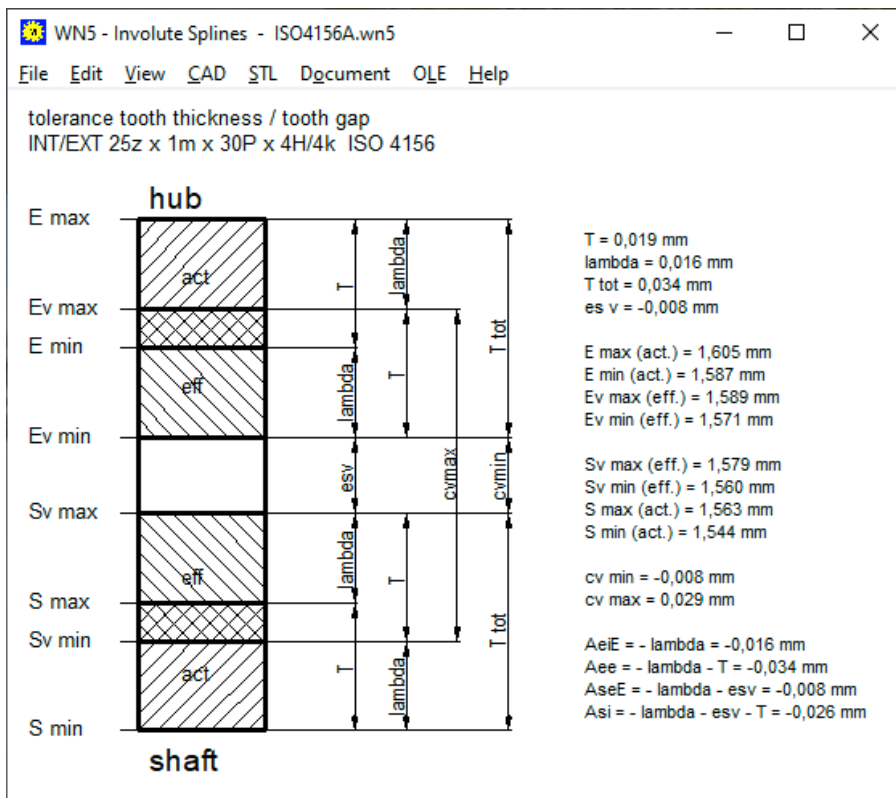 WN5 - Involute Splines - ISO4156A.wn5
File Edit View CAD STL Document OLE Help
tolerance tooth thickness / tooth gap
INT/EXT 25z x 1m x 30P x 4H/4k ISO 4156
hub
E max
Ev max
E min
Ev min
Sv max
S max
Sv min
S min
act
eff
eff
act
T
lambda
esv
lambda
T
lambda
T
T
lambda
cvmax
T tot
cvmin
T tot
shaft
T = 0,019 mm
lambda = 0,016 mm
T tot = 0,034 mm
es v = -0,008 mm
E max (act.) = 1,605 mm
E min (act.) = 1,587 mm
Ev max (eff.) = 1,589 mm
Ev min (eff.) = 1,571 mm
Sv max (eff.) = 1,579 mm
Sv min (eff.) = 1,560 mm
S max (act.) = 1,563 mm
S min (act.) = 1,544 mm
cv min = -0,008 mm
cv max = 0,029 mm
AeiE = - lambda = -0,016 mm
Aee = - lambda - T = -0,034 mm
AseE = - lambda - esv = -0,008 mm
Asi = - lambda - esv - T = -0,026 mm